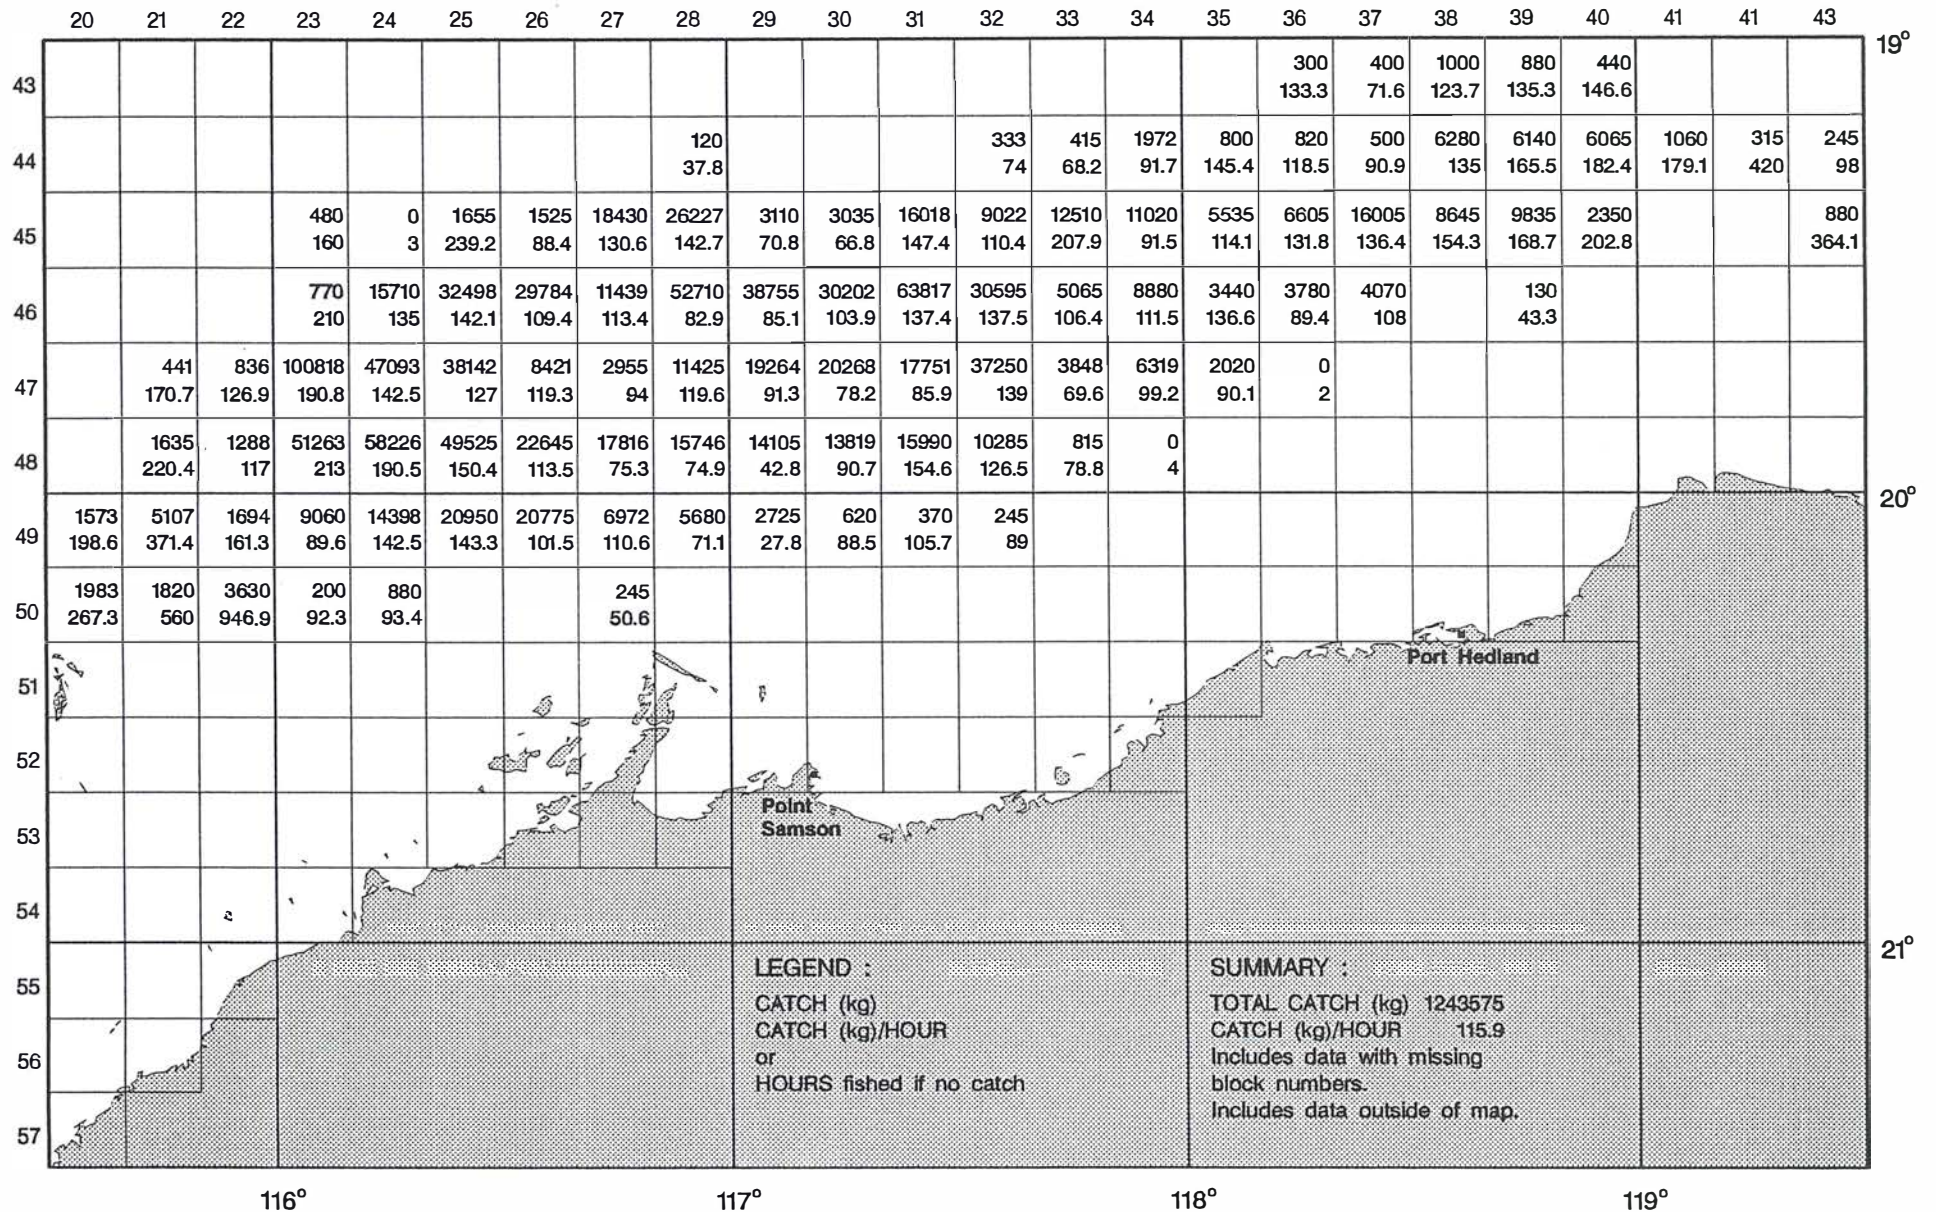 20 21 22 23 24 25 26 27 28 29 30 31 32 33 34 35 36 37 38 39 40 41 41 43
19°
43 300 400 1000 880 440
133.3 71.6 123.7 135.3 146.6
44 120 333 415 1972 800 820 500 6280 6140 6065 1060 315 245
37.8 74 68.2 91.7 145.4 118.5 90.9 135 165.5 182.4 179.1 420 98
45 480 0 1655 1525 18430 26227 3110 3035 16018 9022 12510 11020 5535 6605 16005 8645 9835 2350 880
160 3 239.2 88.4 130.6 142.7 70.8 66.8 147.4 110.4 207.9 91.5 114.1 131.8 136.4 154.3 168.7 202.8 364.1
46 770 15710 32498 29784 11439 52710 38755 30202 63817 30595 5065 8880 3440 3780 4070 130
210 135 142.1 109.4 113.4 82.9 85.1 103.9 137.4 137.5 106.4 111.5 136.6 89.4 108 43.3
47 441 836 100818 47093 38142 8421 2955 11425 19264 20268 17751 37250 3848 6319 2020 0
170.7 126.9 190.8 142.5 127 119.3 94 119.6 91.3 78.2 85.9 139 69.6 99.2 90.1 2
48 1635 1288 51263 58226 49525 22645 17816 15746 14105 13819 15990 10285 815 0
220.4 117 213 190.5 150.4 113.5 75.3 74.9 42.8 90.7 154.6 126.5 78.8 4
20°
49 1573 5107 1694 9060 14398 20950 20775 6972 5680 2725 620 370 245
198.6 371.4 161.3 89.6 142.5 143.3 101.5 110.6 71.1 27.8 88.5 105.7 89
50 1983 1820 3630 200 880 245
267.3 560 946.9 92.3 93.4 50.6
51
Port Hedland
52
53
Point
Samson
54
21°
55
56
57
LEGEND :
CATCH (kg)
CATCH (kg)/HOUR
or
HOURS fished if no catch
SUMMARY :
TOTAL CATCH (kg) 1243575
CATCH (kg)/HOUR 115.9
Includes data with missing
block numbers.
Includes data outside of map.
116° 117° 118° 119°